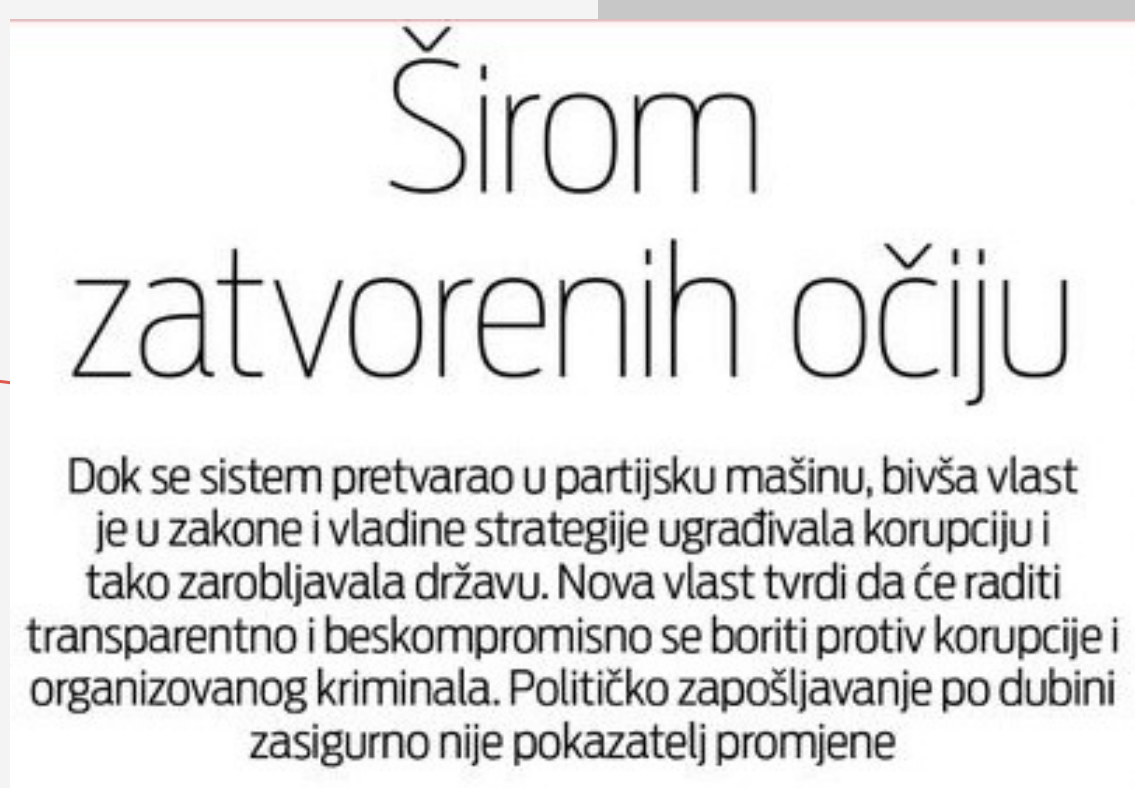 Širom
zatvorenih očiju
Dok se sistem pretvarao u partijsku mašinu, bivša vlast
je u zakone i vladine strategije ugrađivala korupciju i
tako zarobljavala državu. Nova vlast tvrdi da će raditi
transparentno i beskompromisno se boriti protiv korupcije i
organizovanog kriminala. Političko zapošljavanje po dubini
zasigurno nije pokazatelj promjene